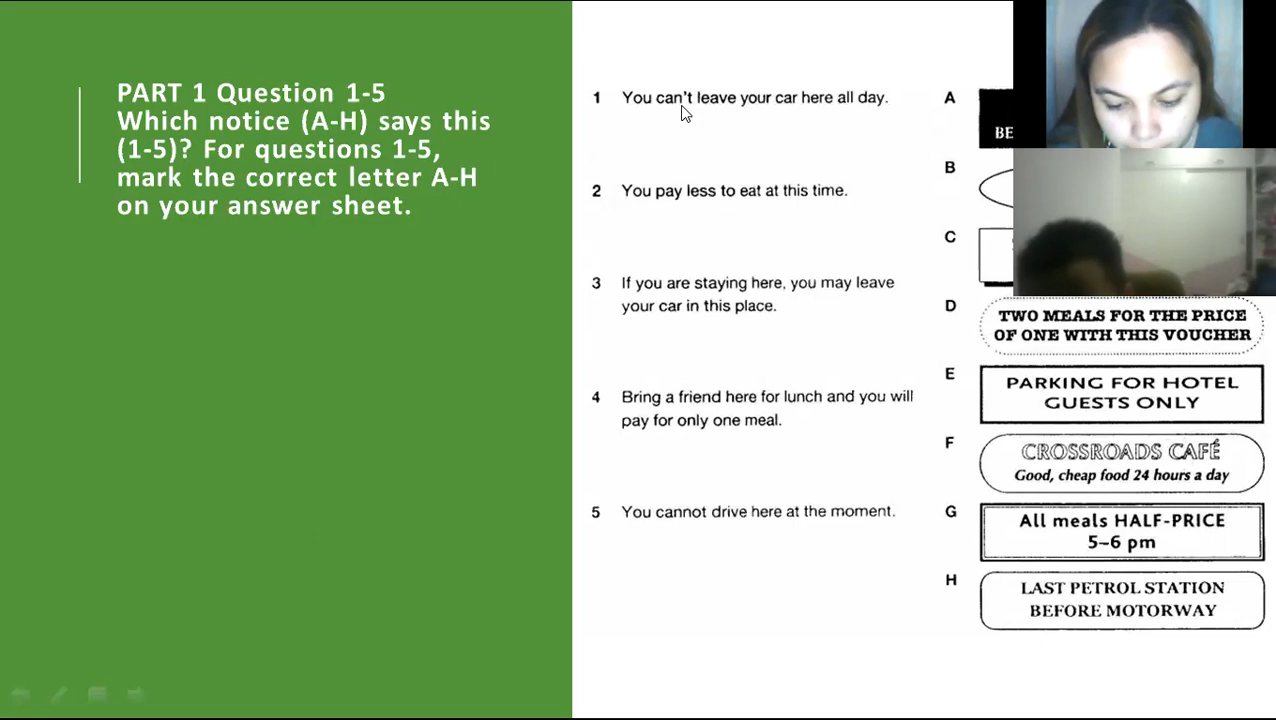 PART 1 Question 1-5
Which notice (A-H) says this
(1-5)? For questions 1-5,
mark the correct letter A-H
on your answer sheet.
1 You can't leave your car here all day.
2 You pay less to eat at this time.
3 If you are staying here, you may leave
your car in this place.
4 Bring a friend here for lunch and you will
pay for only one meal.
5 You cannot drive here at the moment.
A
BE
B
C
D TWO MEALS FOR THE PRICE
OF ONE WITH THIS VOUCHER
E PARKING FOR HOTEL
GUESTS ONLY
F CROSSROADS CAFÉ
Good, cheap food 24 hours a day
G All meals HALF-PRICE
5–6 pm
H LAST PETROL STATION
BEFORE MOTORWAY